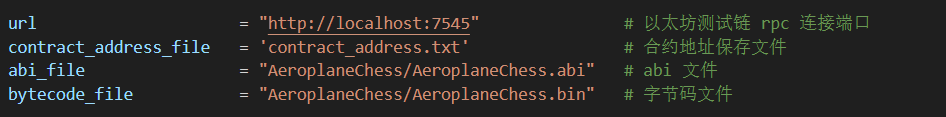 url                     = "http://localhost:7545"              # 以太坊测试链 rpc 连接端口
contract_address_file   = 'contract_address.txt'               # 合约地址保存文件
abi_file                = "AeroplaneChess/AeroplaneChess.abi"   # abi 文件
bytecode_file           = "AeroplaneChess/AeroplaneChess.bin"   # 字节码文件